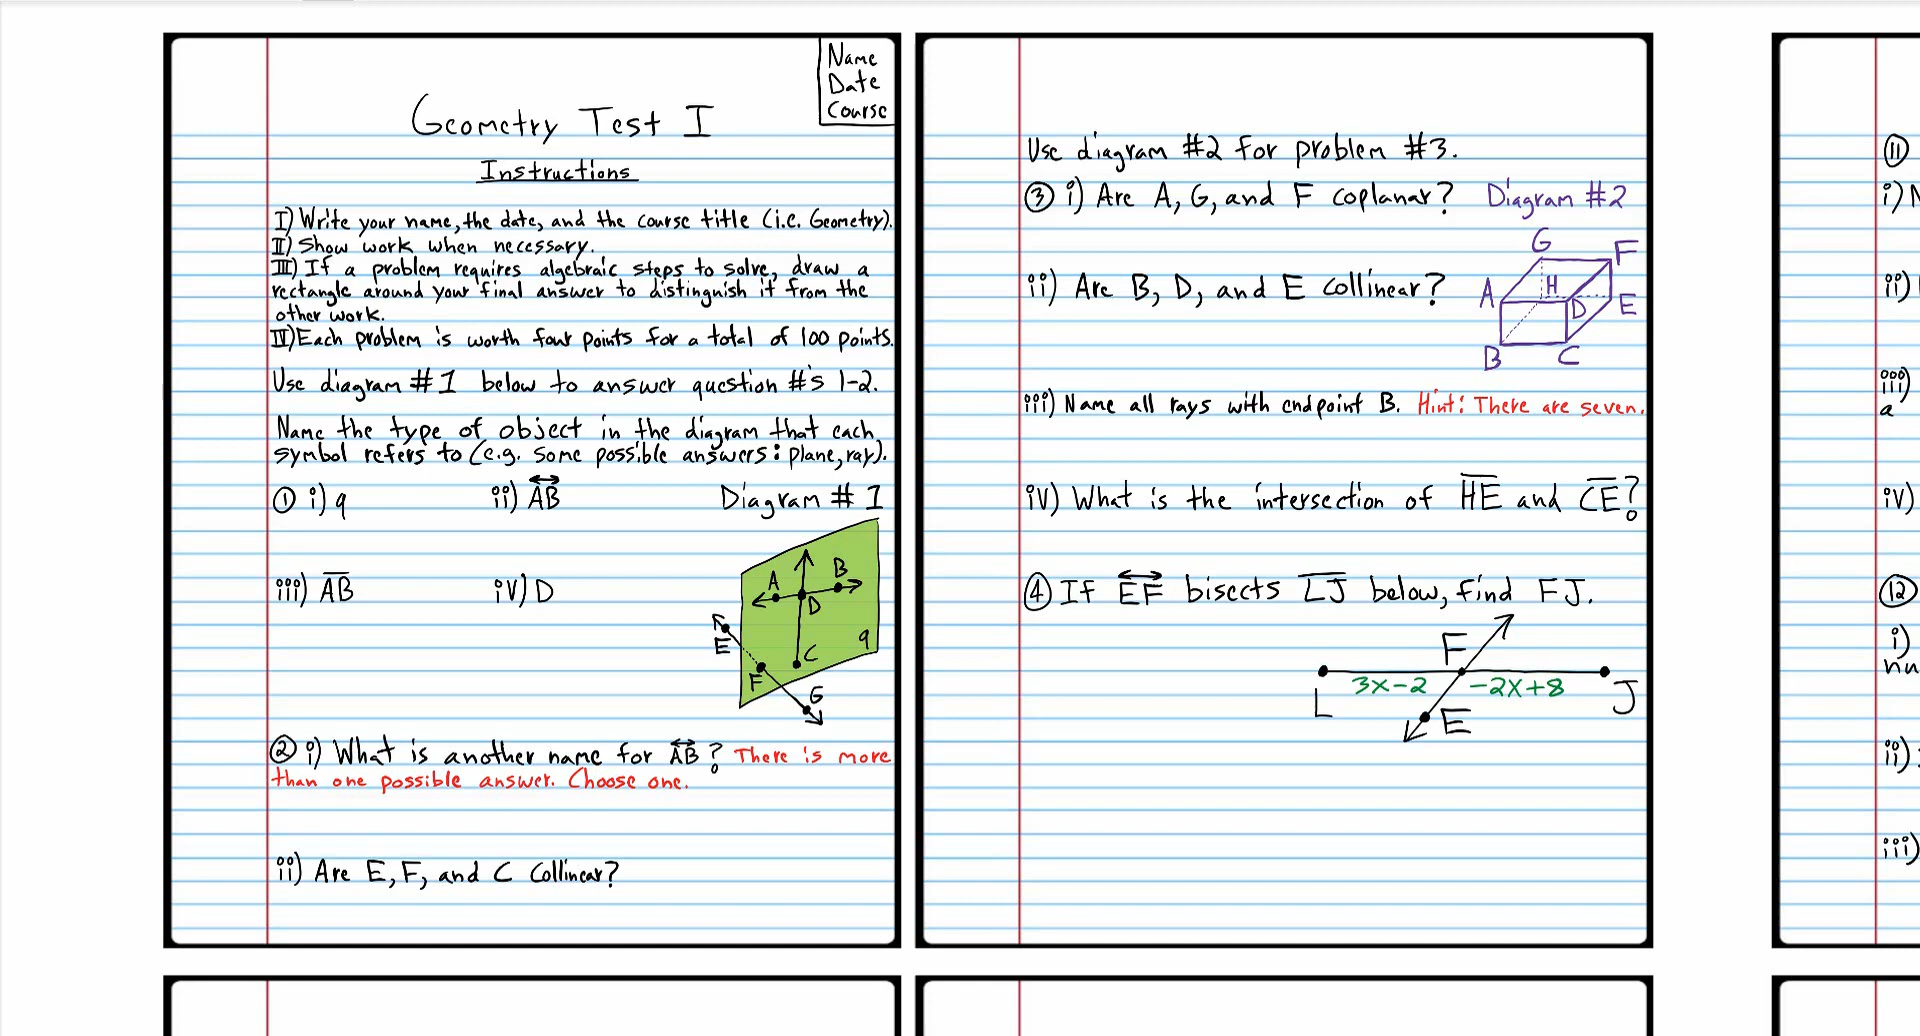 Name
Date
Course
Geometry Test I
Instructions
I) Write your name, the date, and the course title (i.e. Geometry).
II) Show work when necessary.
III) If a problem requires algebraic steps to solve, draw a
rectangle around your final answer to distinguish it from the
other work.
IV) Each problem is worth four points for a total of 100 points.
Use diagram #1 below to answer question #'s 1-2.
Name the type of object in the diagram that each
symbol refers to (e.g. some possible answers: plane, ray).
① i) q ii) AB Diagram # 1
iii) AB iv) D
A B D E C q F G
② i) What is another name for AB? There is more
than one possible answer. Choose one.
ii) Are E, F, and C Collinear?
Use diagram #2 for problem #3.
③ i) Are A, G, and F coplanar? Diagram #2
G F
ii) Are B, D, and E collinear? A H D E
B C
iii) Name all rays with endpoint B. Hint: There are seven.
iv) What is the intersection of HE and CE?
④ If EF bisects LJ below, find FJ.
F
3x-2 -2x+8
L E J
⑪
i)
ii)
iii)
a
iv)
⑫
i)
ii)
iii)